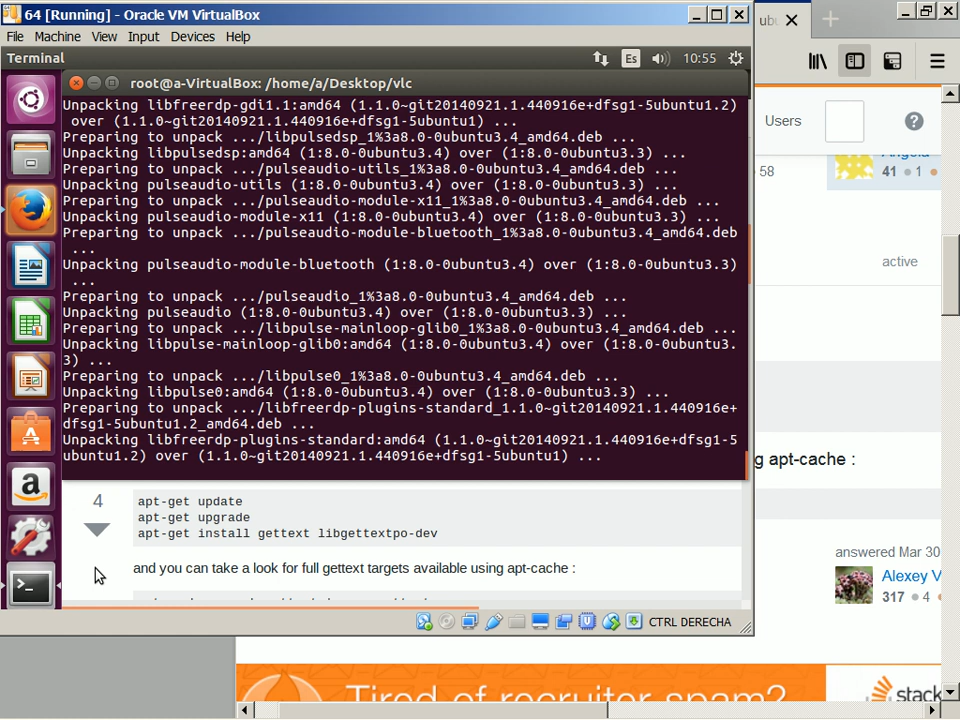 64 [Running] - Oracle VM VirtualBox
File Machine View Input Devices Help
Terminal
Es
10:55
root@a-VirtualBox: /home/a/Desktop/vlc
Unpacking libfreerdp-gdi1.1:amd64 (1.1.0~git20140921.1.440916e+dfsg1-5ubuntu1.2)
over (1.1.0~git20140921.1.440916e+dfsg1-5ubuntu1) ...
Preparing to unpack .../libpulsedsp_1%3a8.0-0ubuntu3.4_amd64.deb ...
Unpacking libpulsedsp:amd64 (1:8.0-0ubuntu3.4) over (1:8.0-0ubuntu3.3) ...
Preparing to unpack .../pulseaudio-utils_1%3a8.0-0ubuntu3.4_amd64.deb ...
Unpacking pulseaudio-utils (1:8.0-0ubuntu3.4) over (1:8.0-0ubuntu3.3) ...
Preparing to unpack .../pulseaudio-module-x11_1%3a8.0-0ubuntu3.4_amd64.deb ...
Unpacking pulseaudio-module-x11 (1:8.0-0ubuntu3.4) over (1:8.0-0ubuntu3.3) ...
Preparing to unpack .../pulseaudio-module-bluetooth_1%3a8.0-0ubuntu3.4_amd64.deb
...
Unpacking pulseaudio-module-bluetooth (1:8.0-0ubuntu3.4) over (1:8.0-0ubuntu3.3)
...
Preparing to unpack .../pulseaudio_1%3a8.0-0ubuntu3.4_amd64.deb ...
Unpacking pulseaudio (1:8.0-0ubuntu3.4) over (1:8.0-0ubuntu3.3) ...
Preparing to unpack .../libpulse-mainloop-glib0_1%3a8.0-0ubuntu3.4_amd64.deb ...
Unpacking libpulse-mainloop-glib0:amd64 (1:8.0-0ubuntu3.4) over (1:8.0-0ubuntu3.
3) ...
Preparing to unpack .../libpulse0_1%3a8.0-0ubuntu3.4_amd64.deb ...
Unpacking libpulse0:amd64 (1:8.0-0ubuntu3.4) over (1:8.0-0ubuntu3.3) ...
Preparing to unpack .../libfreerdp-plugins-standard_1.1.0~git20140921.1.440916e+
dfsg1-5ubuntu1.2_amd64.deb ...
Unpacking libfreerdp-plugins-standard:amd64 (1.1.0~git20140921.1.440916e+dfsg1-5
ubuntu1.2) over (1.1.0~git20140921.1.440916e+dfsg1-5ubuntu1) ...
4
apt-get update
apt-get upgrade
apt-get install gettext libgettextpo-dev
and you can take a look for full gettext targets available using apt-cache :
CTRL DERECHA
ubu
Users
58
41 1
active
g apt-cache :
answered Mar 30
Alexey V
317 4
Tired of recruiter spam?
stack